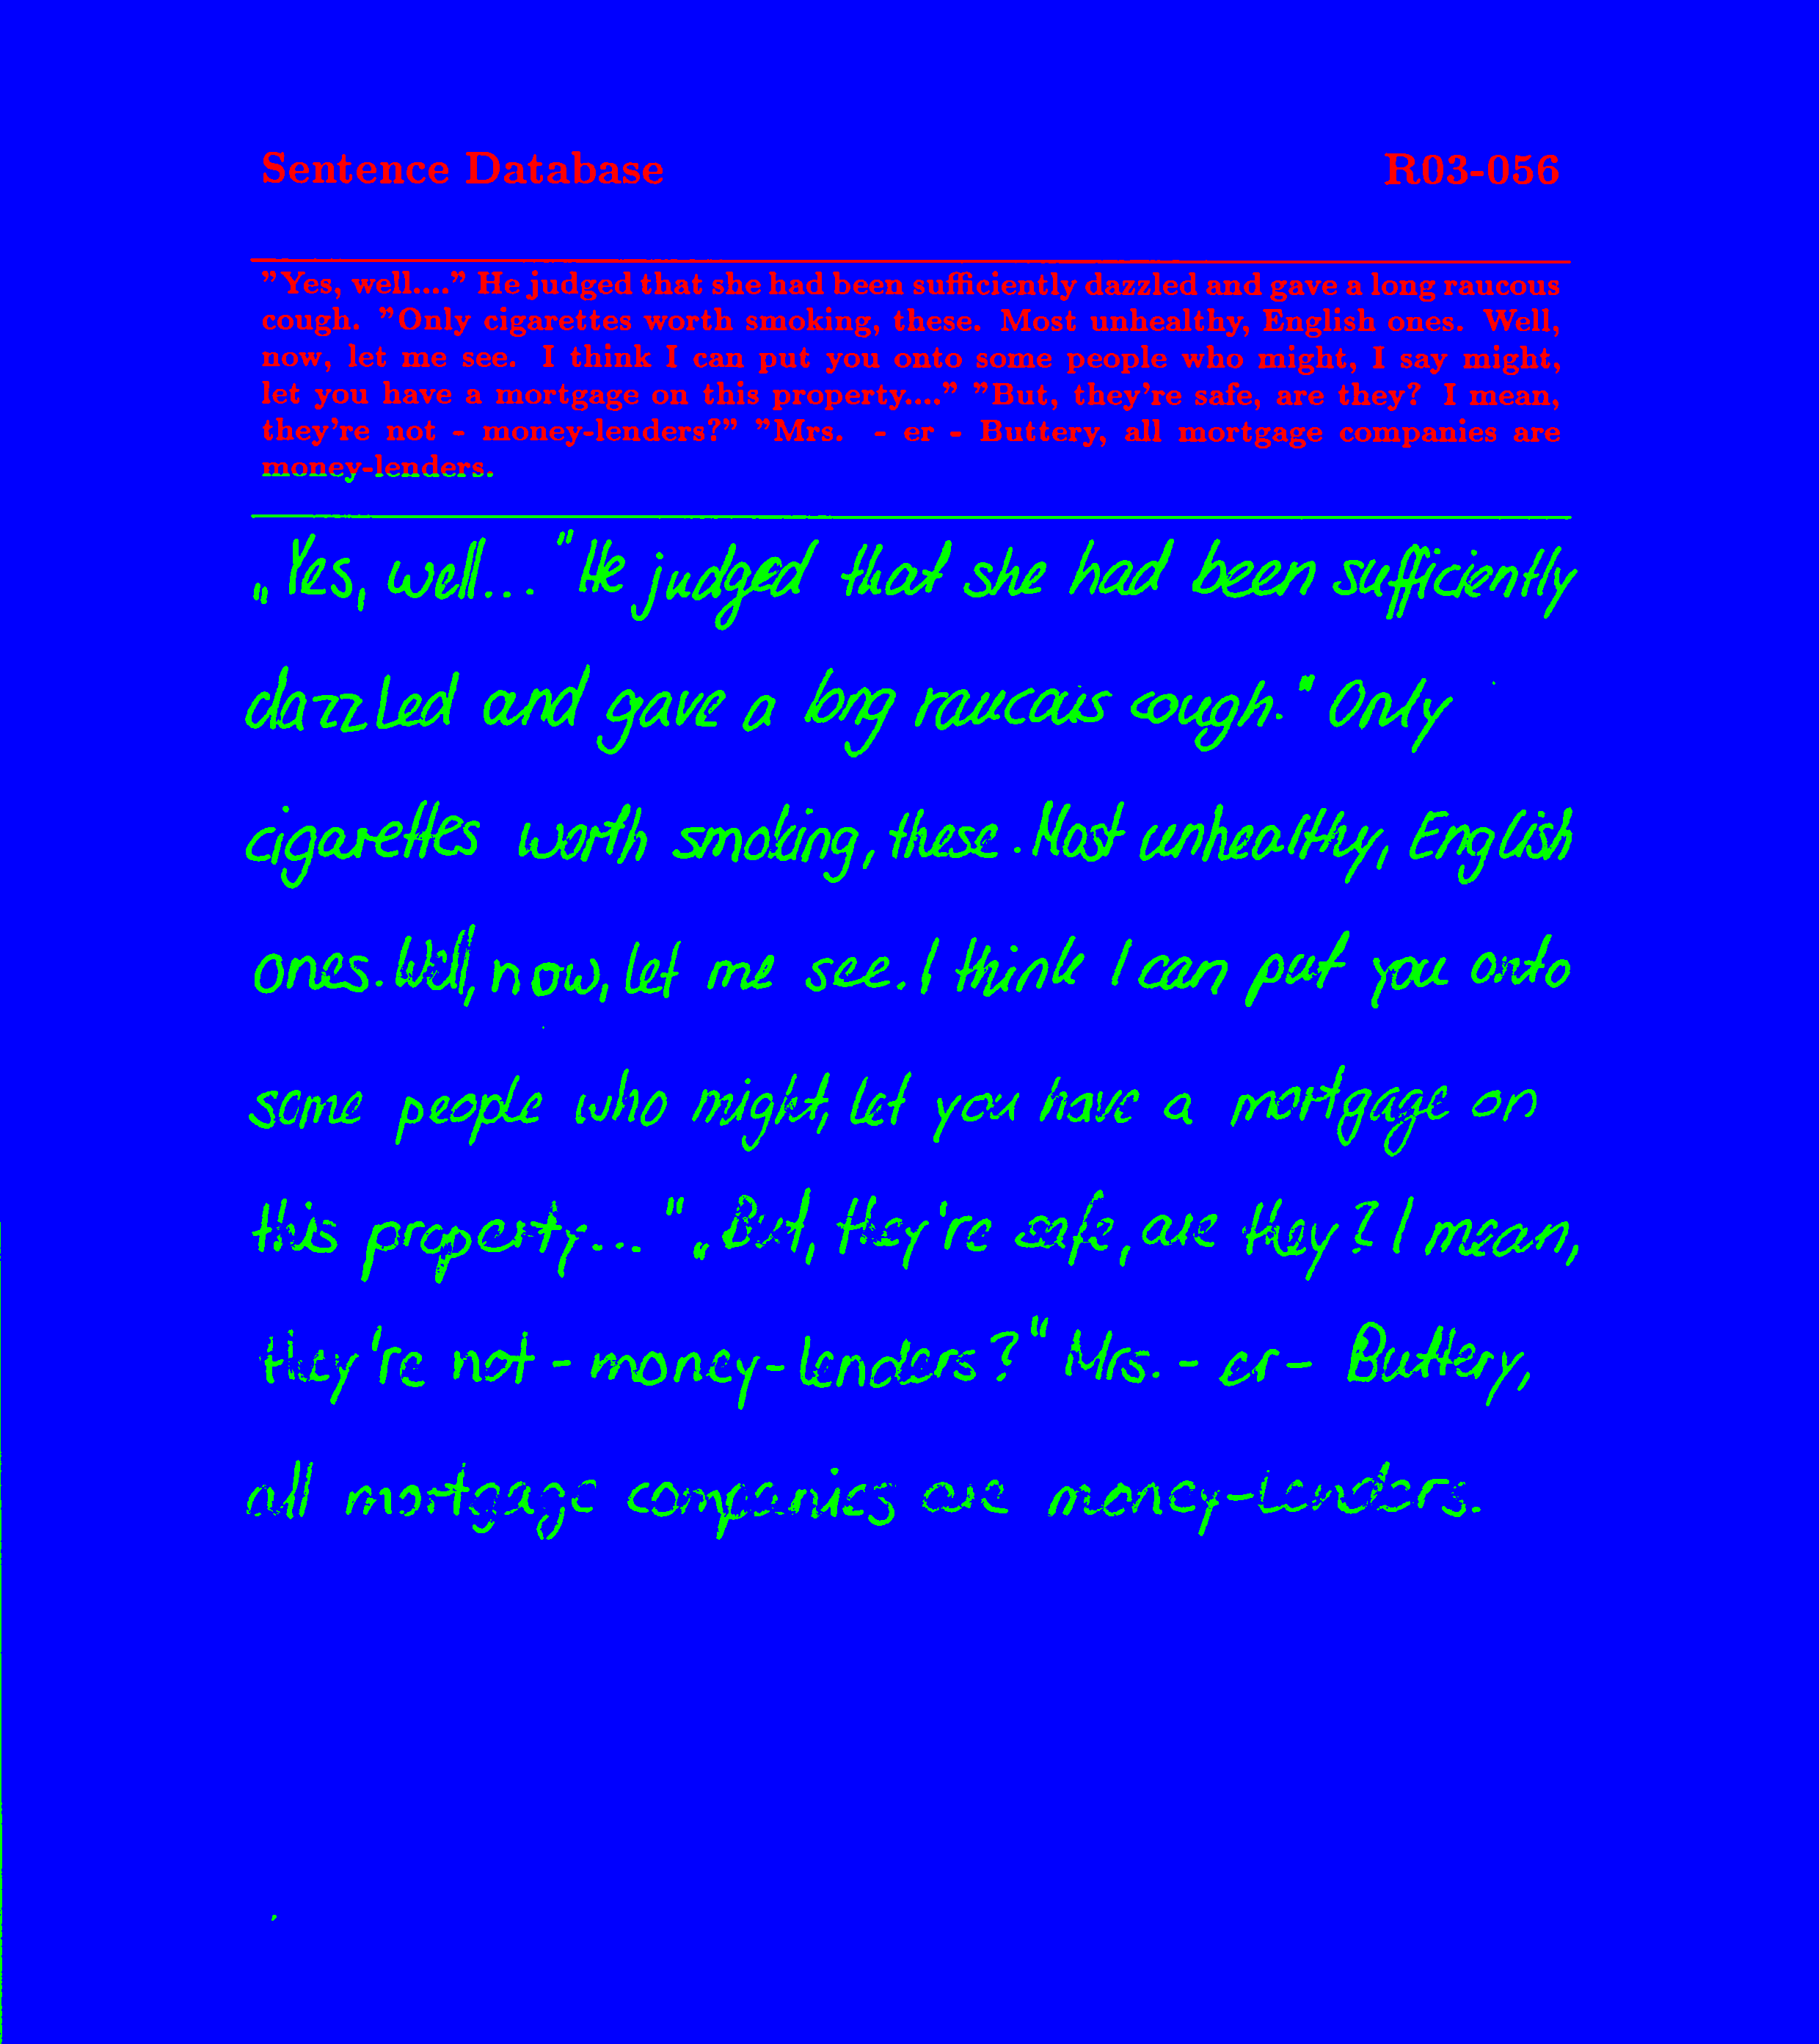 Sentence Database R03-056
"Yes, well...." He judged that she had been sufficiently dazzled and gave a long raucous
cough. "Only cigarettes worth smoking, these. Most unhealthy, English ones. Well,
now, let me see. I think I can put you onto some people who might, I say might,
let you have a mortgage on this property...." "But, they're safe, are they? I mean,
they're not - money-lenders?" "Mrs. - er - Buttery, all mortgage companies are
money-lenders.
„Yes, well..." He judged that she had been sufficiently
dazzled and gave a long raucous cough." Only
cigarettes worth smoking, these. Most unhealthy, English
ones. Well, now, let me see. I think I can put you onto
some people who might, let you have a mortgage on
this property..." „But, they're safe, are they? I mean,
they're not - money-lenders?" Mrs. - er - Buttery,
all mortgage companies are money-lenders.